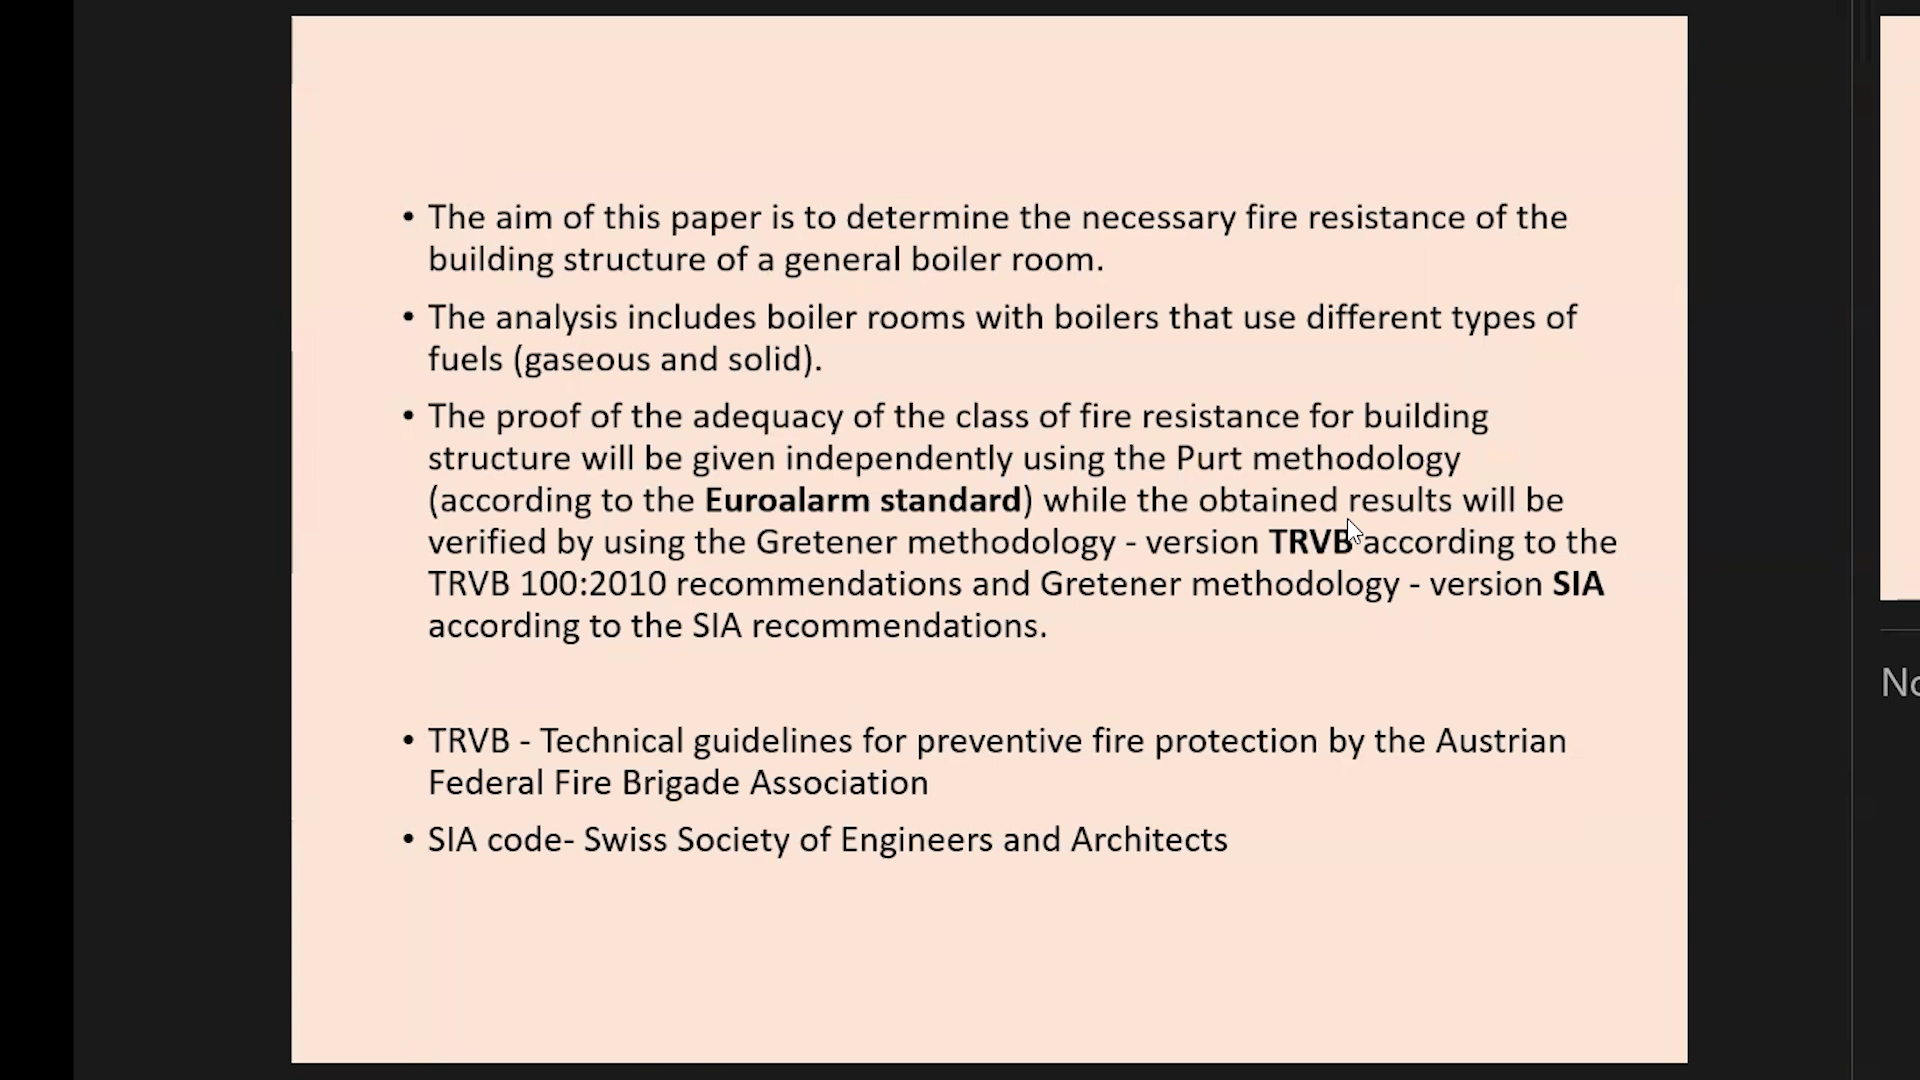 • The aim of this paper is to determine the necessary fire resistance of the
building structure of a general boiler room.
• The analysis includes boiler rooms with boilers that use different types of
fuels (gaseous and solid).
• The proof of the adequacy of the class of fire resistance for building
structure will be given independently using the Purt methodology
(according to the Euroalarm standard) while the obtained results will be
verified by using the Gretener methodology - version TRVB according to the
TRVB 100:2010 recommendations and Gretener methodology - version SIA
according to the SIA recommendations.
• TRVB - Technical guidelines for preventive fire protection by the Austrian
Federal Fire Brigade Association
• SIA code- Swiss Society of Engineers and Architects